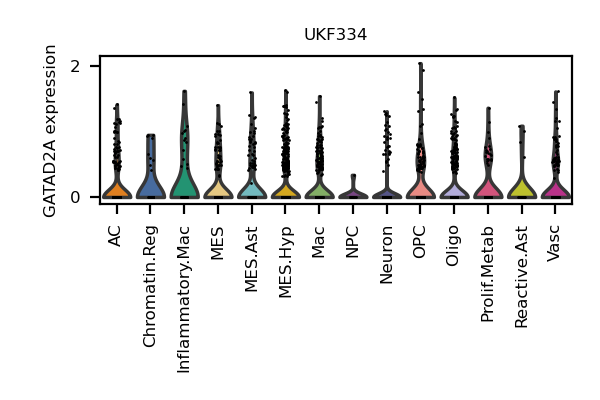 UKF334
GATAD2A expression
2
0
AC
Chromatin.Reg
Inflammatory.Mac
MES
MES.Ast
MES.Hyp
Mac
NPC
Neuron
OPC
Oligo
Prolif.Metab
Reactive.Ast
Vasc